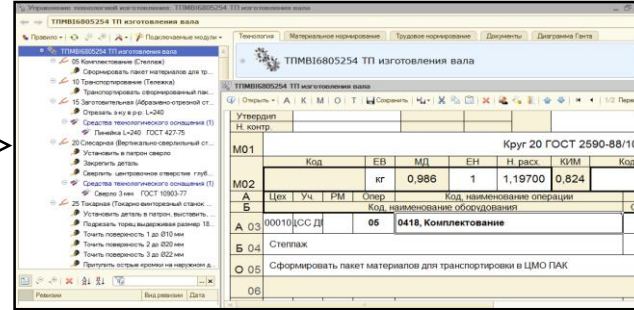 Управление технологией изготовления: ТПМВI6805254 ТП изготовления вала
ТПМВI6805254 ТП изготовления вала
Правило
Подключаемые модули
ТПМВI6805254 ТП изготовления вала
05 Комплектование (Стеллаж)
Сформировать пакет материалов для тр...
10 Транспортирование (Тележка)
Транспортировать сформированный пак...
15 Заготовительная (Абразивно-отрезной ст...
Отрезать з-ку в р-р L=240
Средства технологического оснащения (1)
Линейка L=240 ГОСТ 427-75
20 Слесарная (Вертикально-сверлильный ст...
Установить в патрон сверло
Закрепить деталь
Сверлить центровочное отверстие глуб...
Средства технологического оснащения (1)
Сверло 3 мм ГОСТ 10903-77
25 Токарная (Токарно-винторезный станок ...
Установить деталь в патрон, выставить, ...
Подрезать торец выдерживая размер 18...
Точить поверхность 1 до Ø10 мм
Точить поверхность 2 до Ø20 мм
Точить поверхность 3 до Ø22 мм
Притупить острые кромки на наружном д...
Ревизии Вид ревизии Дата
Технология Материальное нормирование Трудовое нормирование Документы Диаграмма Ганта
ТПМВI6805254 ТП изготовления вала
ТПМВI6805254 ТП изготовления вала
Открыть А К М О Т Сохранить 1/2 Перв
Утвердил
Н. контр.
М01 Круг 20 ГОСТ 2590-88/10
Код ЕВ МД ЕН Н. расх. КИМ Код
М02 кг 0,986 1 1,19700 0,824
А Цех Уч. РМ Опер Код, наименование операции
Б Код, наименование оборудования
А 03 00010 ЦСС 05 0418, Комплектование
Б 04 Стеллаж
О 05 Сформировать пакет материалов для транспортировки в ЦМО ПАК
06